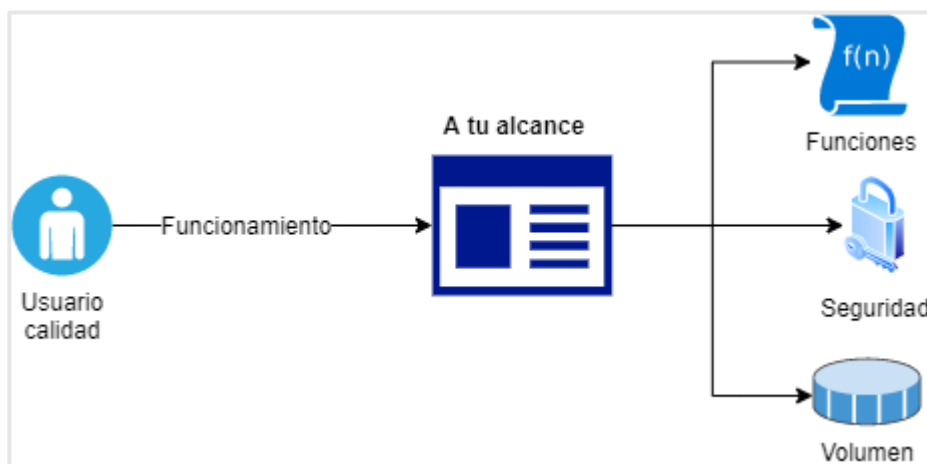 f(n)
A tu alcance
Funciones
Funcionamiento
Usuario
calidad
Seguridad
Volumen